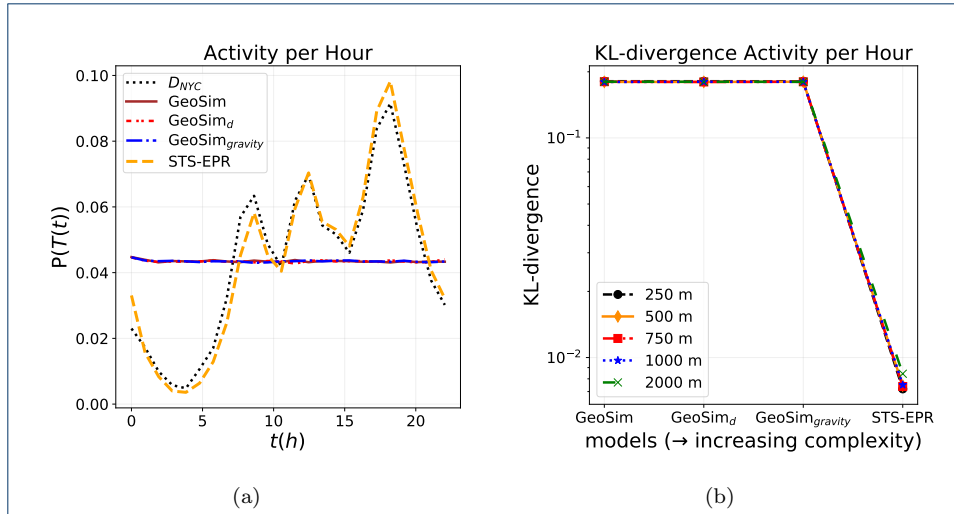 Activity per Hour
0.10
0.08
0.06
0.04
0.02
0.00
P(T(t))
D_NYC
GeoSim
GeoSim_d
GeoSim_gravity
STS-EPR
0 5 10 15 20
t(h)
(a)
KL-divergence Activity per Hour
10^{-1}
10^{-2}
KL-divergence
250 m
500 m
750 m
1000 m
2000 m
GeoSim GeoSim_d GeoSim_gravity STS-EPR
models (→ increasing complexity)
(b)